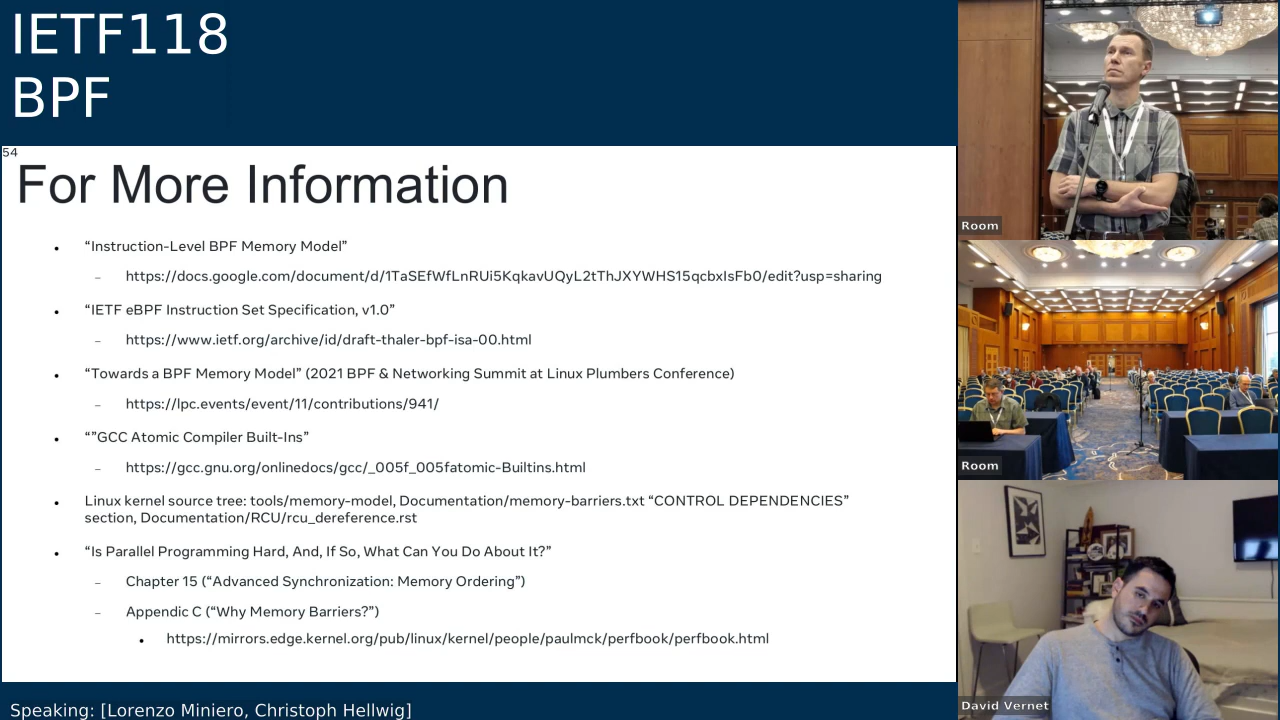 IETF118
BPF
54
For More Information
• “Instruction-Level BPF Memory Model”
– https://docs.google.com/document/d/1TaSEfWfLnRUi5KqkavUQyL2tThJXYWHS15qcbxIsFb0/edit?usp=sharing
• “IETF eBPF Instruction Set Specification, v1.0”
– https://www.ietf.org/archive/id/draft-thaler-bpf-isa-00.html
• “Towards a BPF Memory Model” (2021 BPF & Networking Summit at Linux Plumbers Conference)
– https://lpc.events/event/11/contributions/941/
• “”GCC Atomic Compiler Built-Ins”
– https://gcc.gnu.org/onlinedocs/gcc/_005f_005fatomic-Builtins.html
• Linux kernel source tree: tools/memory-model, Documentation/memory-barriers.txt “CONTROL DEPENDENCIES”
section, Documentation/RCU/rcu_dereference.rst
• “Is Parallel Programming Hard, And, If So, What Can You Do About It?”
– Chapter 15 (“Advanced Synchronization: Memory Ordering”)
– Appendic C (“Why Memory Barriers?”)
• https://mirrors.edge.kernel.org/pub/linux/kernel/people/paulmck/perfbook/perfbook.html
Speaking: [Lorenzo Miniero, Christoph Hellwig]
Room
Room
David Vernet